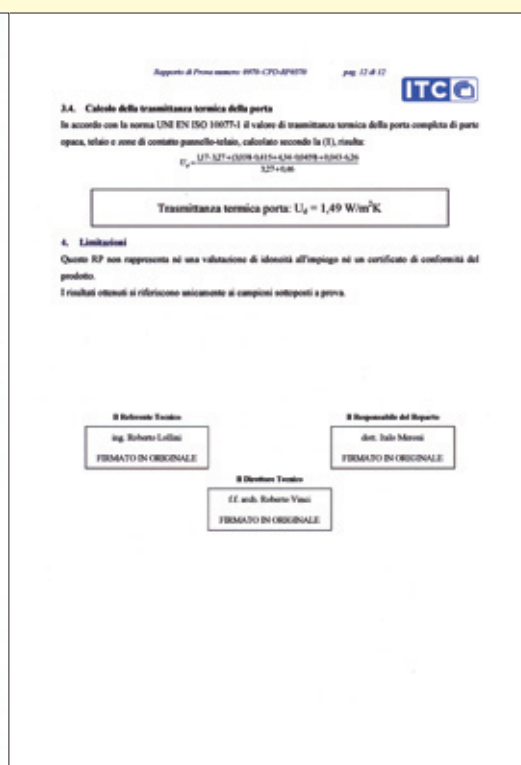 Rapporto di Prova numero: 0970-CPD-RP0570 pag. 12 di 12
ITC
3.4. Calcolo della trasmittanza termica della porta
In accordo con la norma UNI EN ISO 10077-1 il valore di trasmittanza termica della porta completa di parte
opaca, telaio e zone di contatto pannello-telaio, calcolato secondo la (1), risulta:
Trasmittanza termica porta: Ud = 1,49 W/m²K
4. Limitazioni
Questo RP non rappresenta né una valutazione di idoneità all'impiego né un certificato di conformità del
prodotto.
I risultati ottenuti si riferiscono unicamente ai campioni sottoposti a prova.
Il Referente Tecnico
ing. Roberto Lollini
FIRMATO IN ORIGINALE
Il Responsabile del Reparto
dott. Italo Meroni
FIRMATO IN ORIGINALE
Il Direttore Tecnico
f.f. arch. Roberto Vinci
FIRMATO IN ORIGINALE